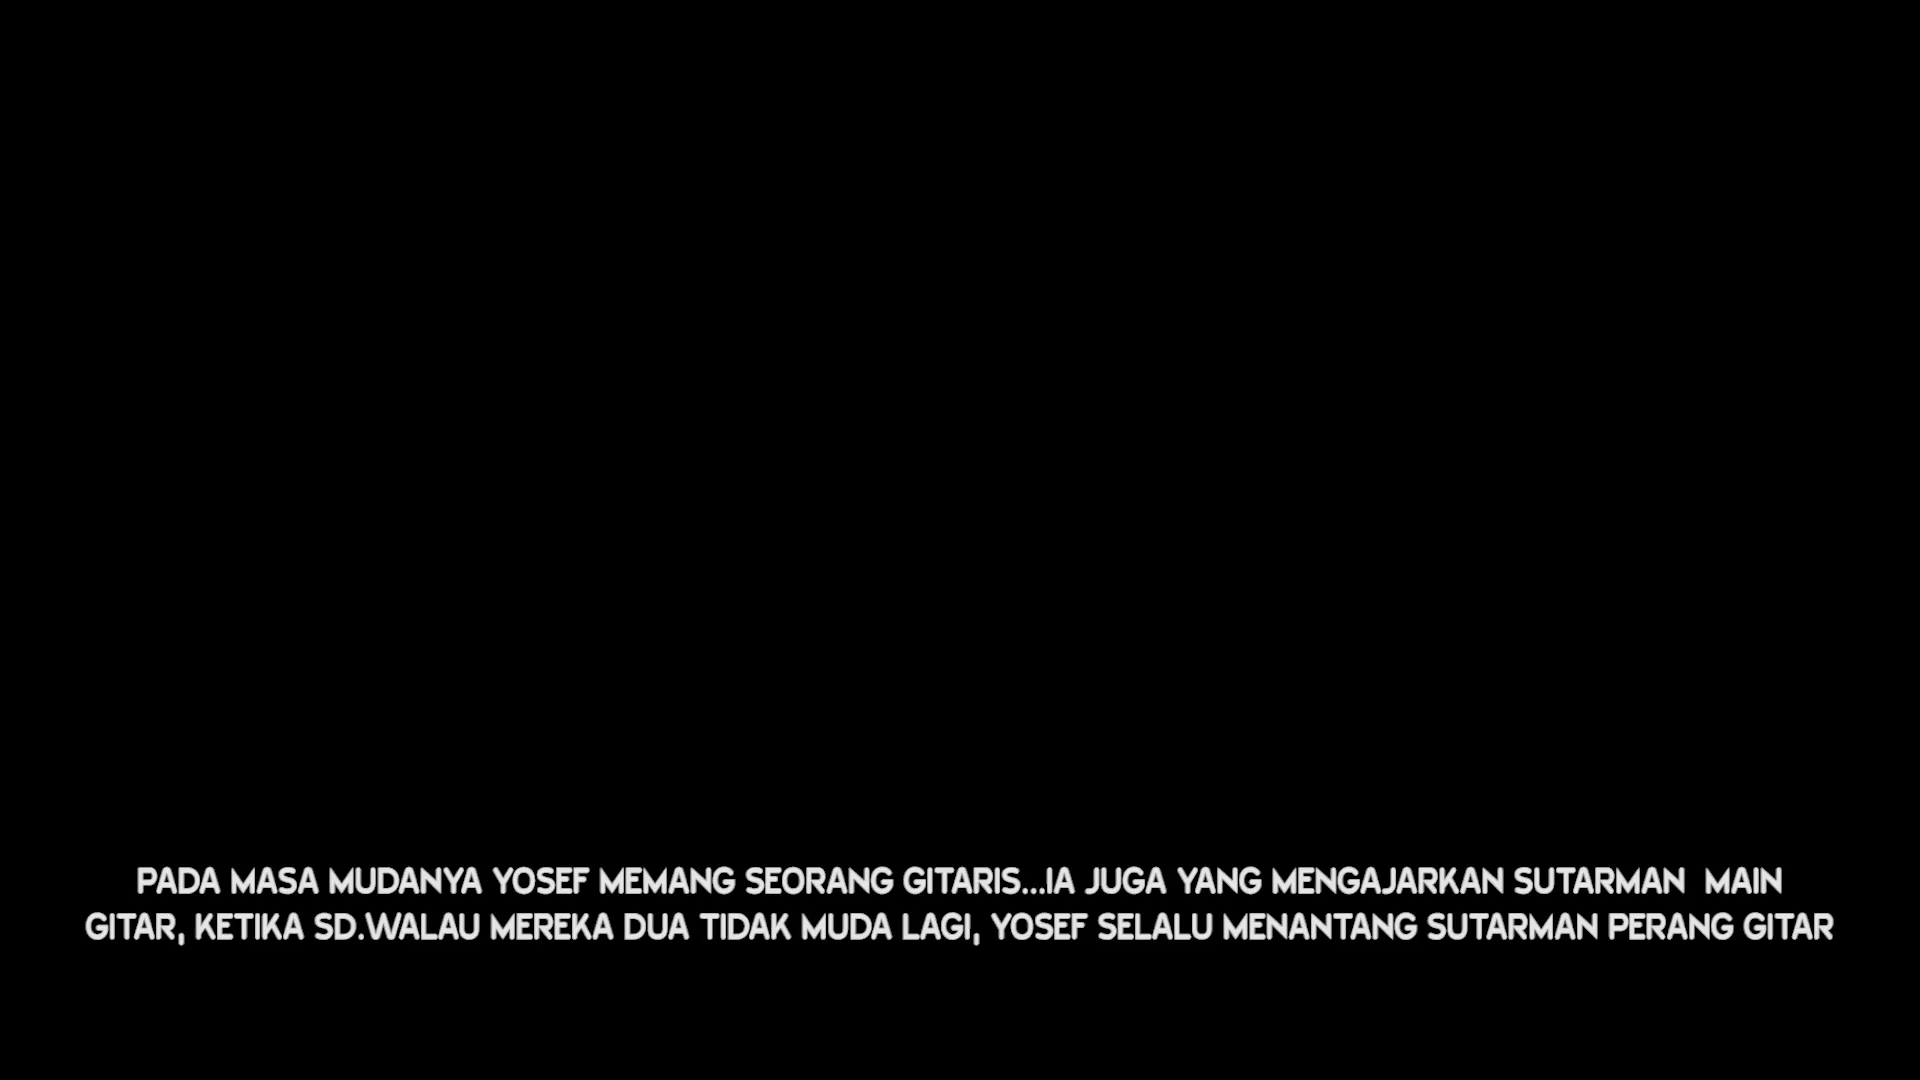 PADA MASA MUDANYA YOSEF MEMANG SEORANG GITARIS...IA JUGA YANG MENGAJARKAN SUTARMAN  MAIN
GITAR, KETIKA SD.WALAU MEREKA DUA TIDAK MUDA LAGI, YOSEF SELALU MENANTANG SUTARMAN PERANG GITAR